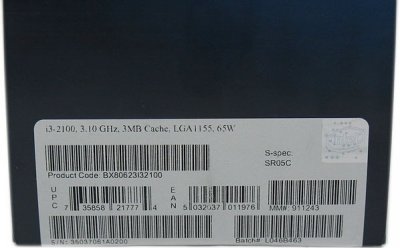 i3-2100, 3.10 GHz, 3MB Cache, LGA1155, 65W
S-spec:
SR05C
Product Code: BX80623I32100
UPC 7 35858 21777 4 EAN 5 032037 011976 MM#: 911243
S/N: 3S037081A0200 Batch#: L046B463